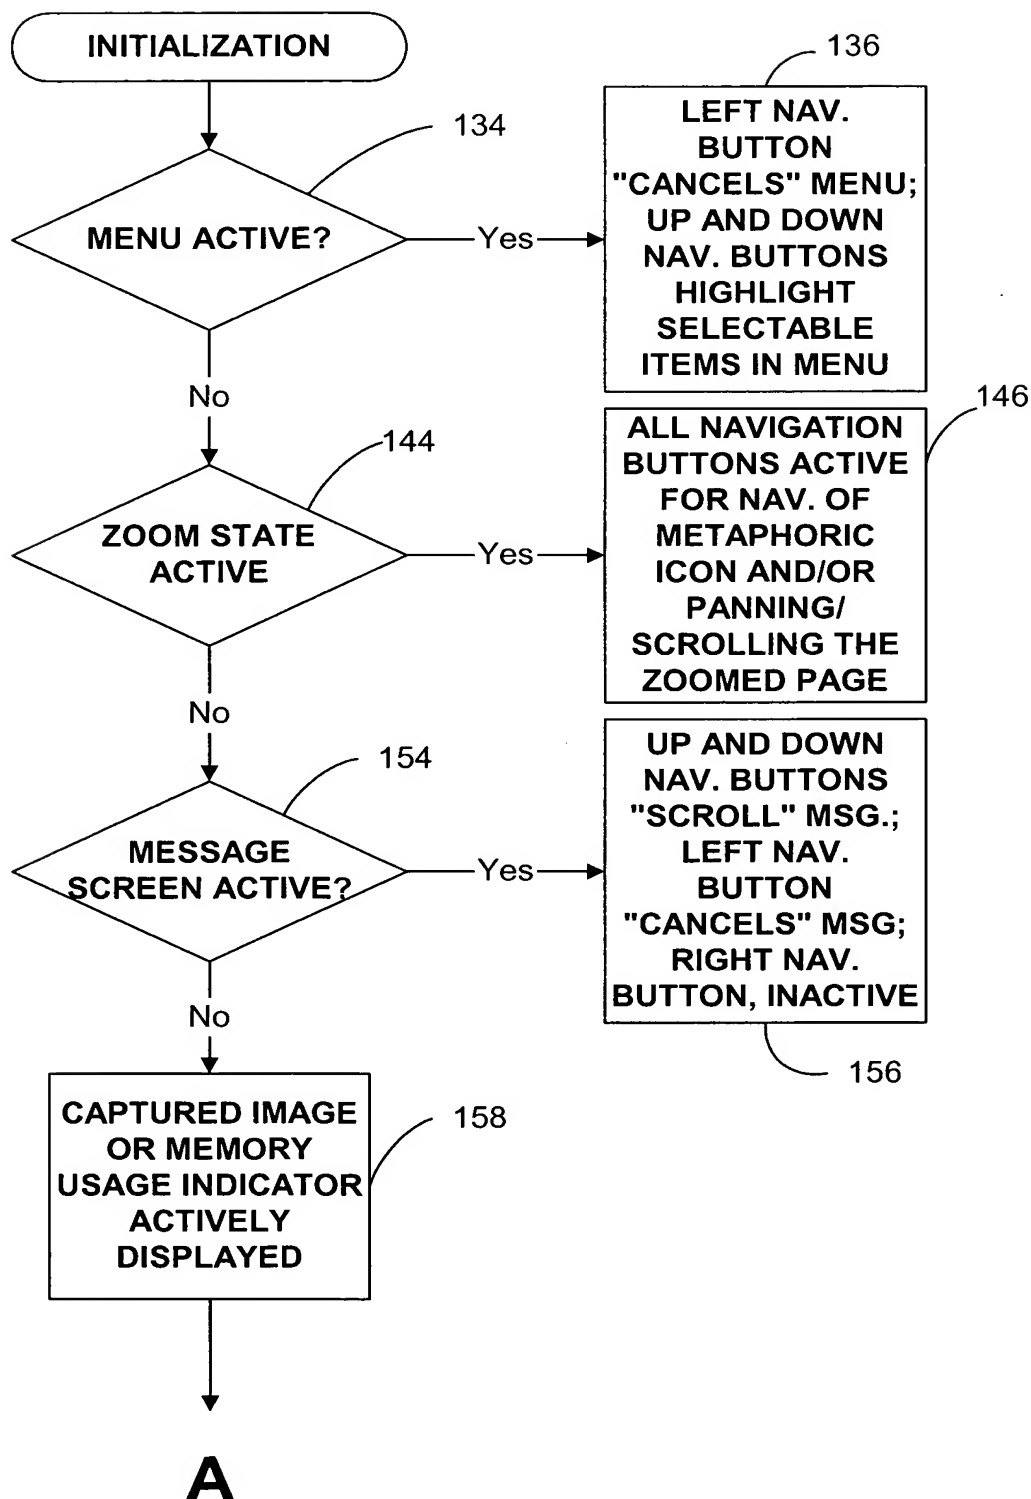 INITIALIZATION
134
MENU ACTIVE?
Yes
136
LEFT NAV.
BUTTON
"CANCELS" MENU;
UP AND DOWN
NAV. BUTTONS
HIGHLIGHT
SELECTABLE
ITEMS IN MENU
No
144
ZOOM STATE
ACTIVE
Yes
146
ALL NAVIGATION
BUTTONS ACTIVE
FOR NAV. OF
METAPHORIC
ICON AND/OR
PANNING/
SCROLLING THE
ZOOMED PAGE
No
154
MESSAGE
SCREEN ACTIVE?
Yes
UP AND DOWN
NAV. BUTTONS
"SCROLL" MSG.;
LEFT NAV.
BUTTON
"CANCELS" MSG;
RIGHT NAV.
BUTTON, INACTIVE
156
No
158
CAPTURED IMAGE
OR MEMORY
USAGE INDICATOR
ACTIVELY
DISPLAYED
A